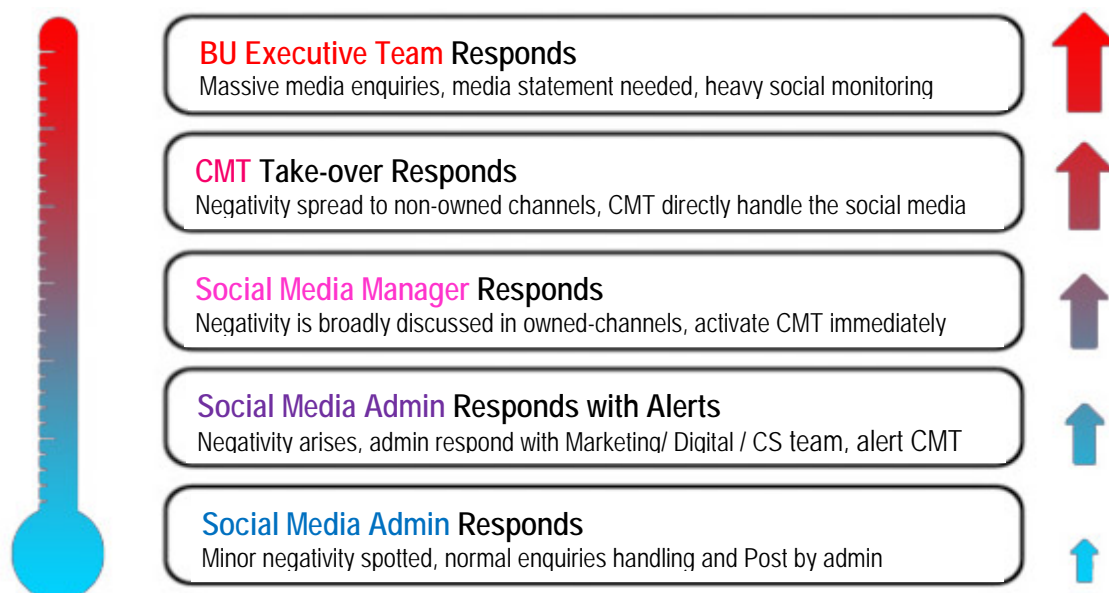 BU Executive Team Responds
Massive media enquiries, media statement needed, heavy social monitoring
CMT Take-over Responds
Negativity spread to non-owned channels, CMT directly handle the social media
Social Media Manager Responds
Negativity is broadly discussed in owned-channels, activate CMT immediately
Social Media Admin Responds with Alerts
Negativity arises, admin respond with Marketing/ Digital / CS team, alert CMT
Social Media Admin Responds
Minor negativity spotted, normal enquiries handling and Post by admin